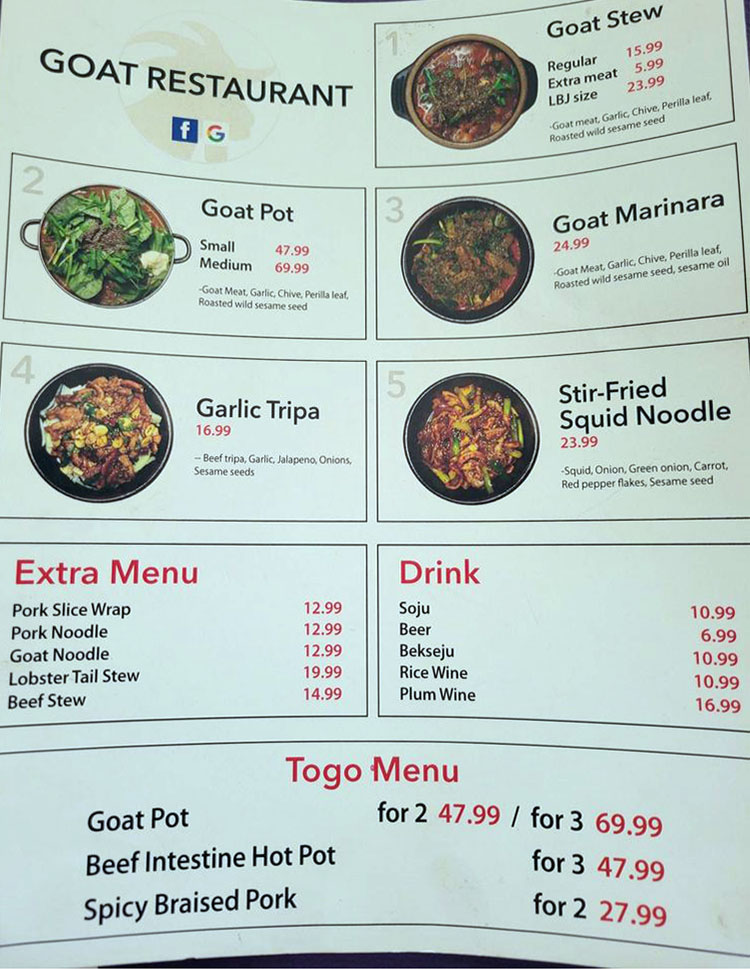 GOAT RESTAURANT
f G
1
Goat Stew
Regular 15.99
Extra meat 5.99
LBJ size 23.99
-Goat meat, Garlic, Chive, Perilla leaf,
Roasted wild sesame seed
2
Goat Pot
Small 47.99
Medium 69.99
-Goat Meat, Garlic, Chive, Perilla leaf,
Roasted wild sesame seed
3
Goat Marinara
24.99
-Goat Meat, Garlic, Chive, Perilla leaf,
Roasted wild sesame seed, sesame oil
4
Garlic Tripa
16.99
-- Beef tripa, Garlic, Jalapeno, Onions,
Sesame seeds
5
Stir-Fried
Squid Noodle
23.99
-Squid, Onion, Green onion, Carrot,
Red pepper flakes, Sesame seed
Extra Menu
Pork Slice Wrap 12.99
Pork Noodle 12.99
Goat Noodle 12.99
Lobster Tail Stew 19.99
Beef Stew 14.99
Drink
Soju 10.99
Beer 6.99
Bekseju 10.99
Rice Wine 10.99
Plum Wine 16.99
Togo Menu
Goat Pot for 2 47.99 / for 3 69.99
Beef Intestine Hot Pot for 3 47.99
Spicy Braised Pork for 2 27.99